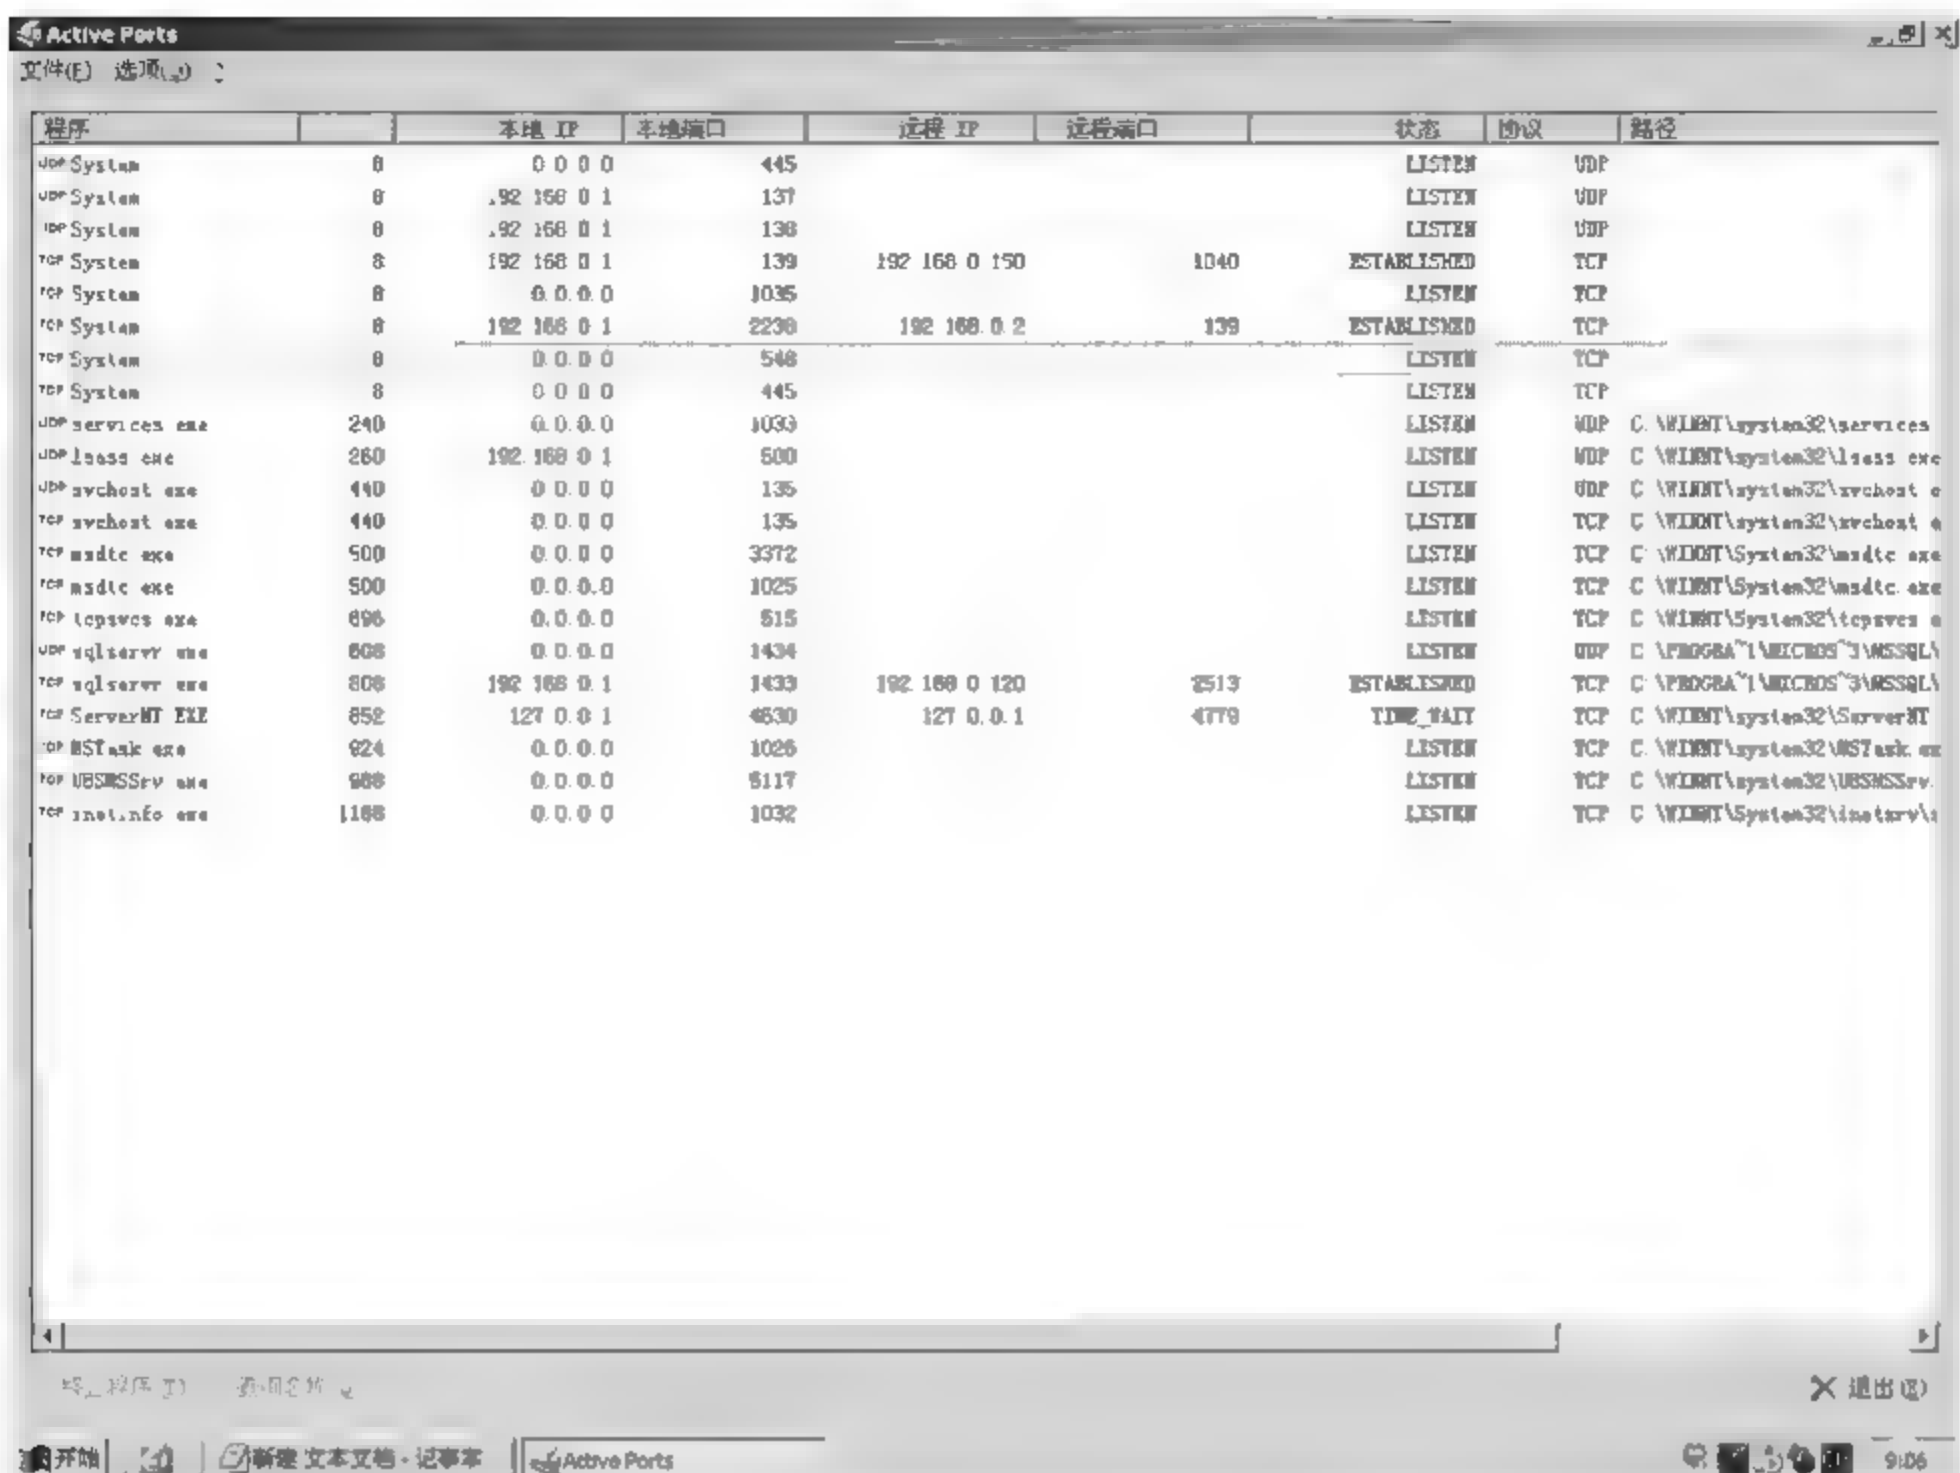 Active Ports
文件(F) 选项
程序 本地 IP 本地端口 远程 IP 远程端口 状态 协议 路径
UDP System 8 0 0 0 0 445 LISTEN UDP
UDP System 8 192 168 0 1 137 LISTEN UDP
UDP System 8 192 168 0 1 138 LISTEN UDP
TCP System 8 192 168 0 1 139 192 168 0 150 1040 ESTABLISHED TCP
TCP System 8 0.0.0.0 1035 LISTEN TCP
TCP System 8 192 168 0 1 192 168.0.2 139 ESTABLISHED TCP
TCP System 8 0.0.0 0 548 LISTEN TCP
TCP System 8 0 0 0 0 445 LISTEN TCP
UDP services exe 240 0.0.0.0 LISTEN UDP C:\WINNT\system32\services
UDP lsass exe 260 192.168 0 1 500 LISTEN UDP C \WINNT\system32\lsass exe
UDP svchost exe 440 0 0.0 0 135 LISTEN UDP C \WINNT\system32\svchost e
TCP svchost exe 440 0.0.0 0 135 LISTEN TCP C \WINNT\system32\svchost e
TCP msdtc exe 500 0.0.0 0 3372 LISTEN TCP C \WINNT\System32\msdtc exe
TCP msdtc exe 500 0.0.0.0 1025 LISTEN TCP C \WINNT\System32\msdtc.exe
TCP tcpsvcs exe 0.0.0.0 515 LISTEN TCP C \WINNT\System32\tcpsvcs e
UDP sqlservr exe 0.0.0.0 1434 LISTEN UDP C \PROGRA~1\MICROS~3\MSSQL\
TCP sqlservr exe 192 168 0.1 1433 192 168 0 120 2513 ESTABLISHED TCP C \PROGRA~1\MICROS~3\MSSQL\
TCP ServerNT EXE 852 127 0.0 1 127 0.0.1 TIME_WAIT TCP C \WINNT\system32\ServerNT
TCP MSTask exe 924 0.0.0.0 1026 LISTEN TCP C \WINNT\system32\MSTask.ex
TCP UBSMSSrv exe 0.0.0.0 LISTEN TCP C \WINNT\system32\UBSMSSrv.
TCP inetinfo exe 1168 0.0.0 0 1032 LISTEN TCP C \WINNT\System32\inetsrv\i
程序
退出(X)
开始 新建 文本文档 - 记事本 Active Ports 9:06